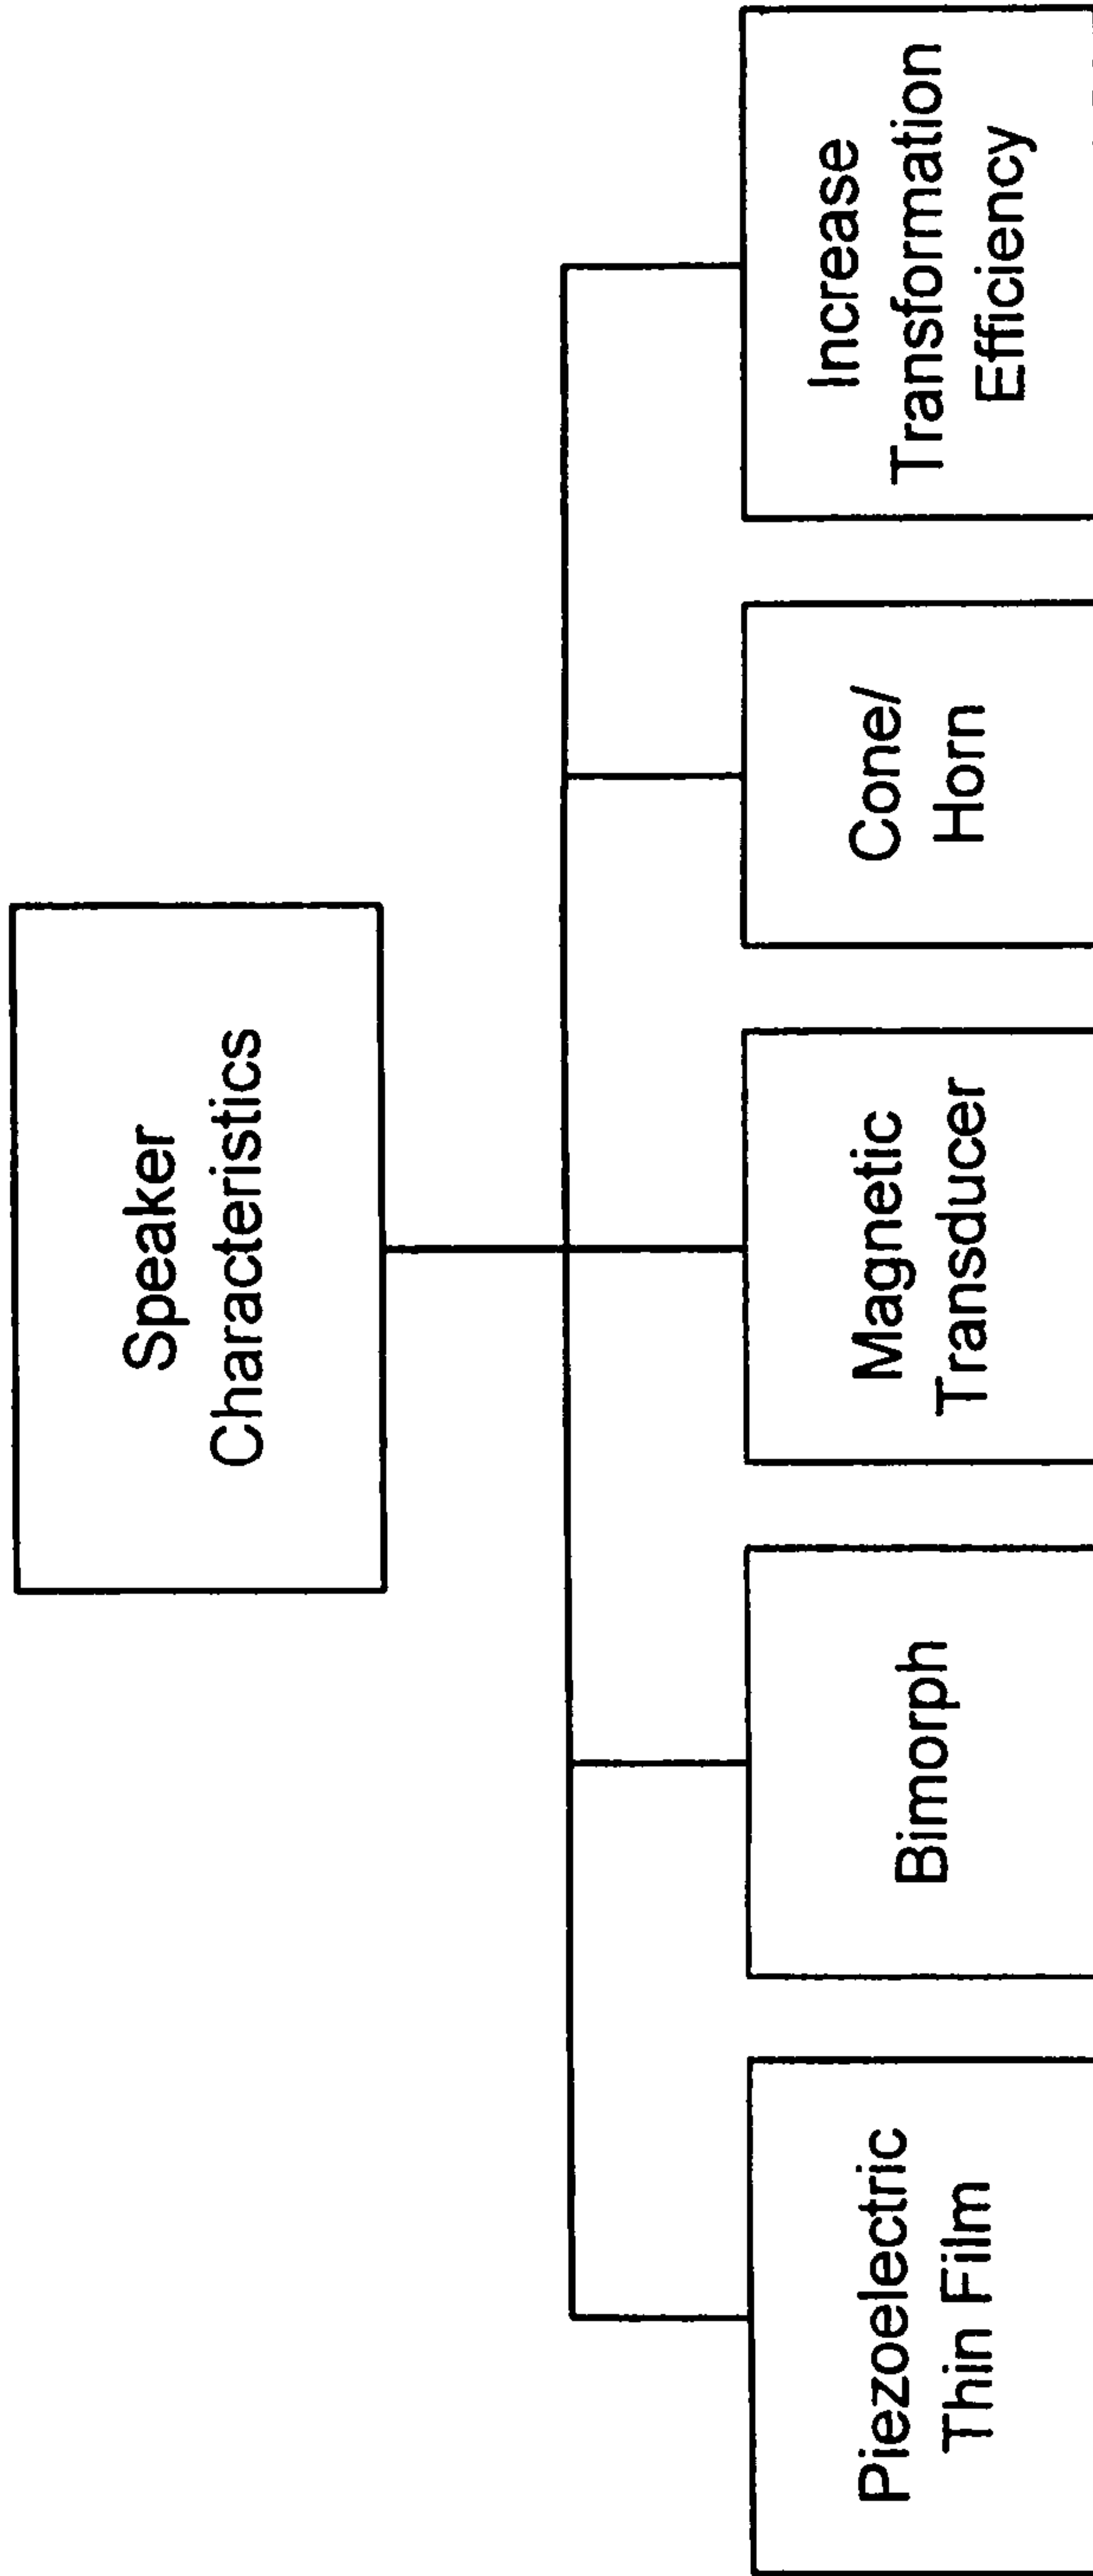 Speaker
Characteristics
Piezoelectric
Thin Film
Bimorph
Magnetic
Transducer
Cone/
Horn
Increase
Transformation
Efficiency